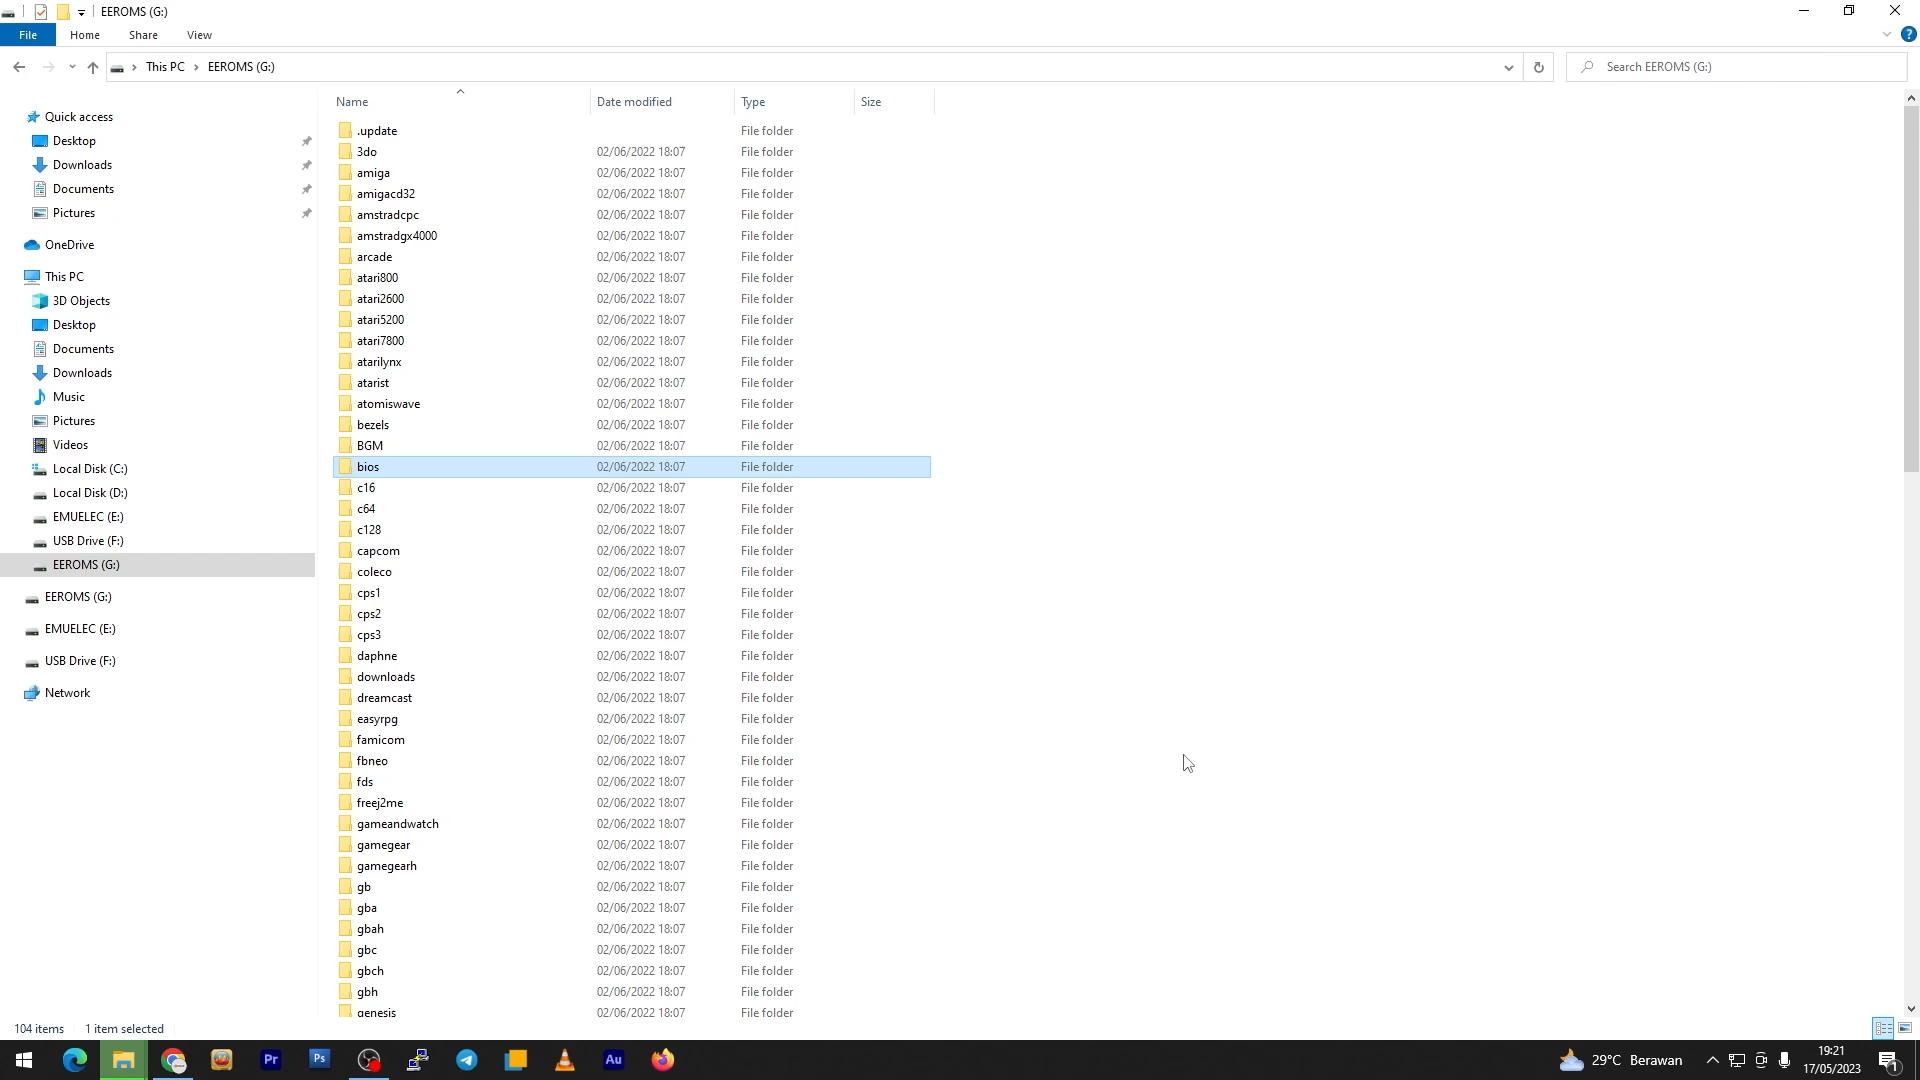 EEROMS (G:)
File Home Share View
This PC EEROMS (G:)
Search EEROMS (G:)
Name Date modified Type Size
Quick access
Desktop
Downloads
Documents
Pictures
OneDrive
This PC
3D Objects
Desktop
Documents
Downloads
Music
Pictures
Videos
Local Disk (C:)
Local Disk (D:)
EMUELEC (E:)
USB Drive (F:)
EEROMS (G:)
EEROMS (G:)
EMUELEC (E:)
USB Drive (F:)
Network
.update File folder
3do 02/06/2022 18:07 File folder
amiga 02/06/2022 18:07 File folder
amigacd32 02/06/2022 18:07 File folder
amstradcpc 02/06/2022 18:07 File folder
amstradgx4000 02/06/2022 18:07 File folder
arcade 02/06/2022 18:07 File folder
atari800 02/06/2022 18:07 File folder
atari2600 02/06/2022 18:07 File folder
atari5200 02/06/2022 18:07 File folder
atari7800 02/06/2022 18:07 File folder
atarilynx 02/06/2022 18:07 File folder
atarist 02/06/2022 18:07 File folder
atomiswave 02/06/2022 18:07 File folder
bezels 02/06/2022 18:07 File folder
BGM 02/06/2022 18:07 File folder
bios 02/06/2022 18:07 File folder
c16 02/06/2022 18:07 File folder
c64 02/06/2022 18:07 File folder
c128 02/06/2022 18:07 File folder
capcom 02/06/2022 18:07 File folder
coleco 02/06/2022 18:07 File folder
cps1 02/06/2022 18:07 File folder
cps2 02/06/2022 18:07 File folder
cps3 02/06/2022 18:07 File folder
daphne 02/06/2022 18:07 File folder
downloads 02/06/2022 18:07 File folder
dreamcast 02/06/2022 18:07 File folder
easyrpg 02/06/2022 18:07 File folder
famicom 02/06/2022 18:07 File folder
fbneo 02/06/2022 18:07 File folder
fds 02/06/2022 18:07 File folder
freej2me 02/06/2022 18:07 File folder
gameandwatch 02/06/2022 18:07 File folder
gamegear 02/06/2022 18:07 File folder
gamegearh 02/06/2022 18:07 File folder
gb 02/06/2022 18:07 File folder
gba 02/06/2022 18:07 File folder
gbah 02/06/2022 18:07 File folder
gbc 02/06/2022 18:07 File folder
gbch 02/06/2022 18:07 File folder
gbh 02/06/2022 18:07 File folder
genesis 02/06/2022 18:07 File folder
104 items 1 item selected
Pr Ps Au
29°C Berawan
19:21
17/05/2023
1